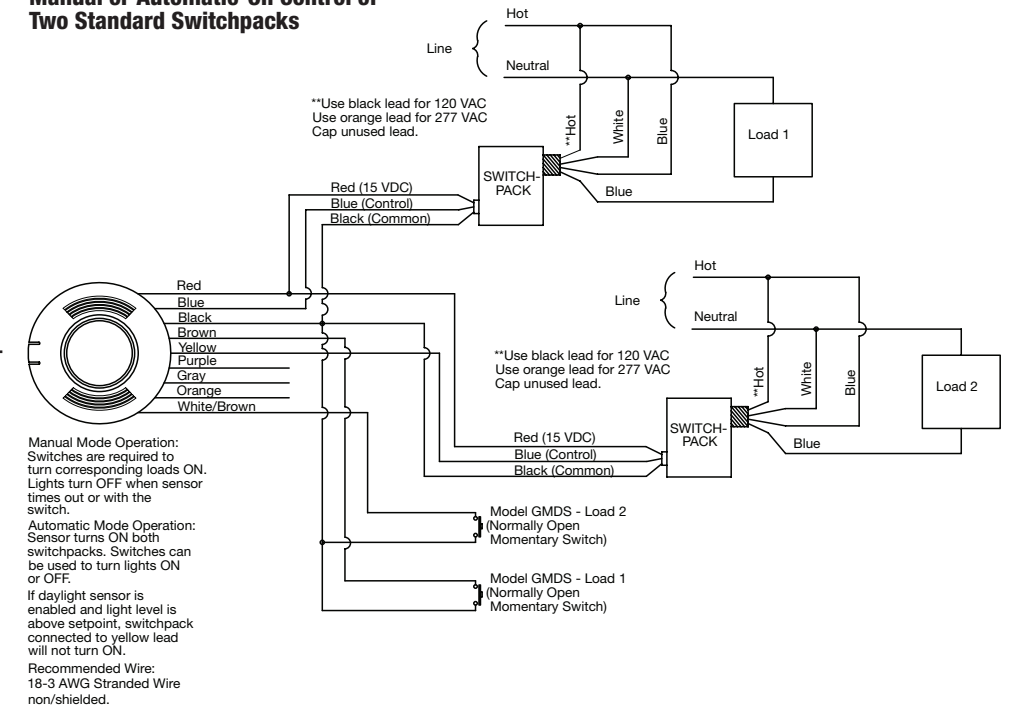 Manual or Automatic-On Control of
Two Standard Switchpacks
Hot
Line
Neutral
**Use black lead for 120 VAC
Use orange lead for 277 VAC
Cap unused lead.
**Hot
White
Blue
Load 1
SWITCH-
PACK
Blue
Red (15 VDC)
Blue (Control)
Black (Common)
Hot
Line
Neutral
**Use black lead for 120 VAC
Use orange lead for 277 VAC
Cap unused lead.
**Hot
White
Blue
Load 2
SWITCH-
PACK
Blue
Red (15 VDC)
Blue (Control)
Black (Common)
Red
Blue
Black
Brown
Yellow
Purple
Gray
Orange
White/Brown
Model GMDS - Load 2
(Normally Open
Momentary Switch)
Model GMDS - Load 1
(Normally Open
Momentary Switch)
Manual Mode Operation:
Switches are required to
turn corresponding loads ON.
Lights turn OFF when sensor
times out or with the
switch.
Automatic Mode Operation:
Sensor turns ON both
switchpacks. Switches can
be used to turn lights ON
or OFF.
If daylight sensor is
enabled and light level is
above setpoint, switchpack
connected to yellow lead
will not turn ON.
Recommended Wire:
18-3 AWG Stranded Wire
non/shielded.